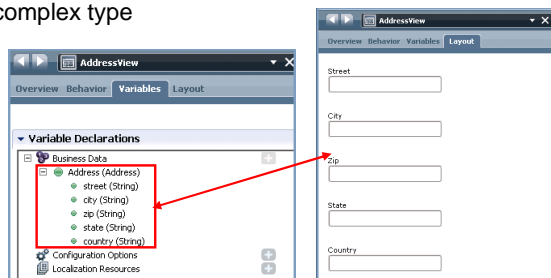 complex type
AddressView
Overview Behavior Variables Layout
Variable Declarations
Business Data
Address (Address)
street (String)
city (String)
zip (String)
state (String)
country (String)
Configuration Options
Localization Resources
AddressView
Overview Behavior Variables Layout
Street
City
Zip
State
Country